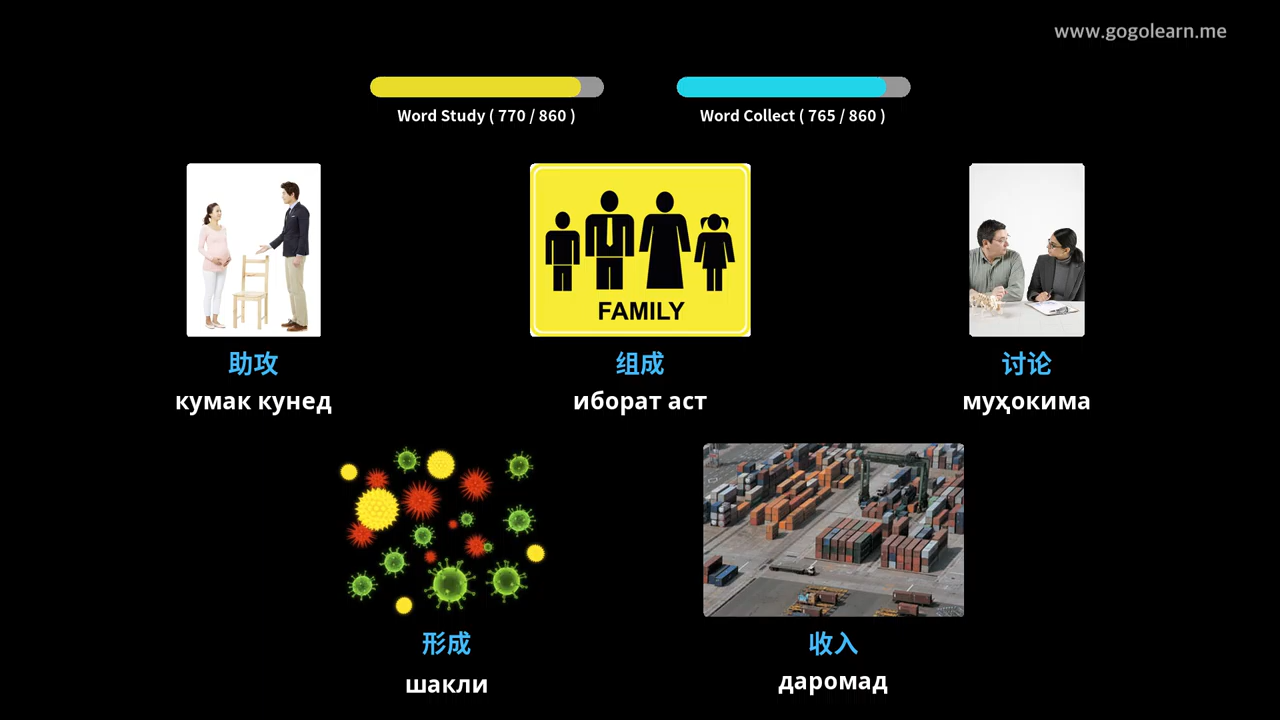 www.gogolearn.me
Word Study ( 770 / 860 )
Word Collect ( 765 / 860 )
FAMILY
助攻
组成
讨论
кумак кунед
иборат аст
муҳокима
形成
收入
шакли
даромад